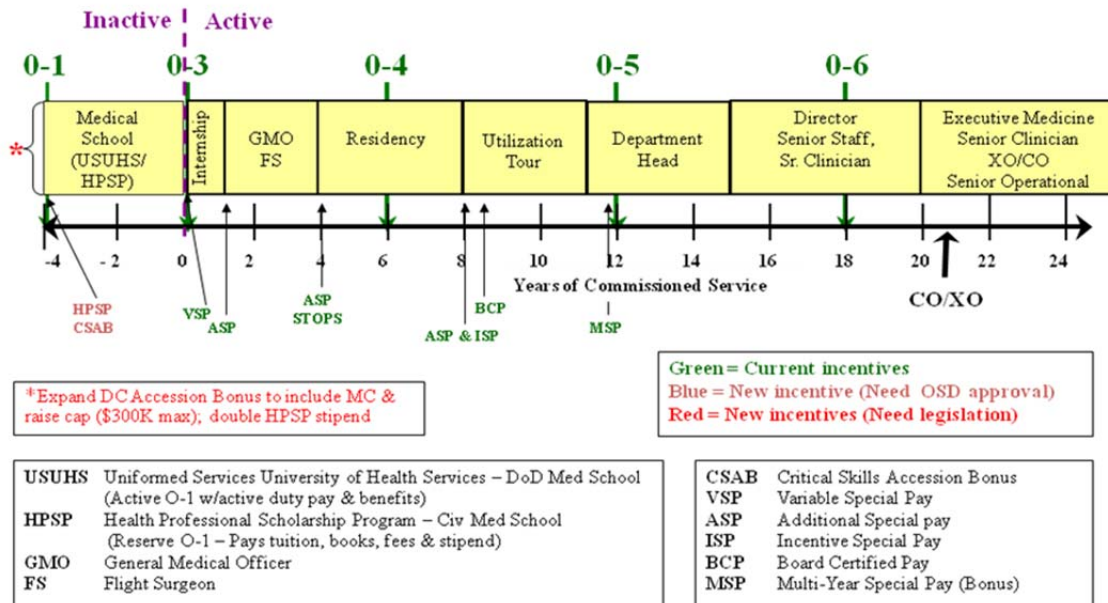 Inactive Active
0-1 0-3 0-4 0-5 0-6
*
Medical
School
(USUHS/
HPSP)
Internship
GMO
FS
Residency
Utilization
Tour
Department
Head
Director
Senior Staff,
Sr. Clinician
Executive Medicine
Senior Clinician
XO/CO
Senior Operational
-4 -2 0 2 4 6 8 10 12 14 16 18 20 22 24
Years of Commissioned Service
HPSP
CSAB
VSP
ASP
ASP
STOPS
ASP & ISP
BCP
MSP
CO/XO
*Expand DC Accession Bonus to include MC &
raise cap ($300K max); double HPSP stipend
Green = Current incentives
Blue = New incentive (Need OSD approval)
Red = New incentives (Need legislation)
USUHS Uniformed Services University of Health Services – DoD Med School
(Active O-1 w/active duty pay & benefits)
HPSP Health Professional Scholarship Program – Civ Med School
(Reserve O-1 – Pays tuition, books, fees & stipend)
GMO General Medical Officer
FS Flight Surgeon
CSAB Critical Skills Accession Bonus
VSP Variable Special Pay
ASP Additional Special pay
ISP Incentive Special Pay
BCP Board Certified Pay
MSP Multi-Year Special Pay (Bonus)